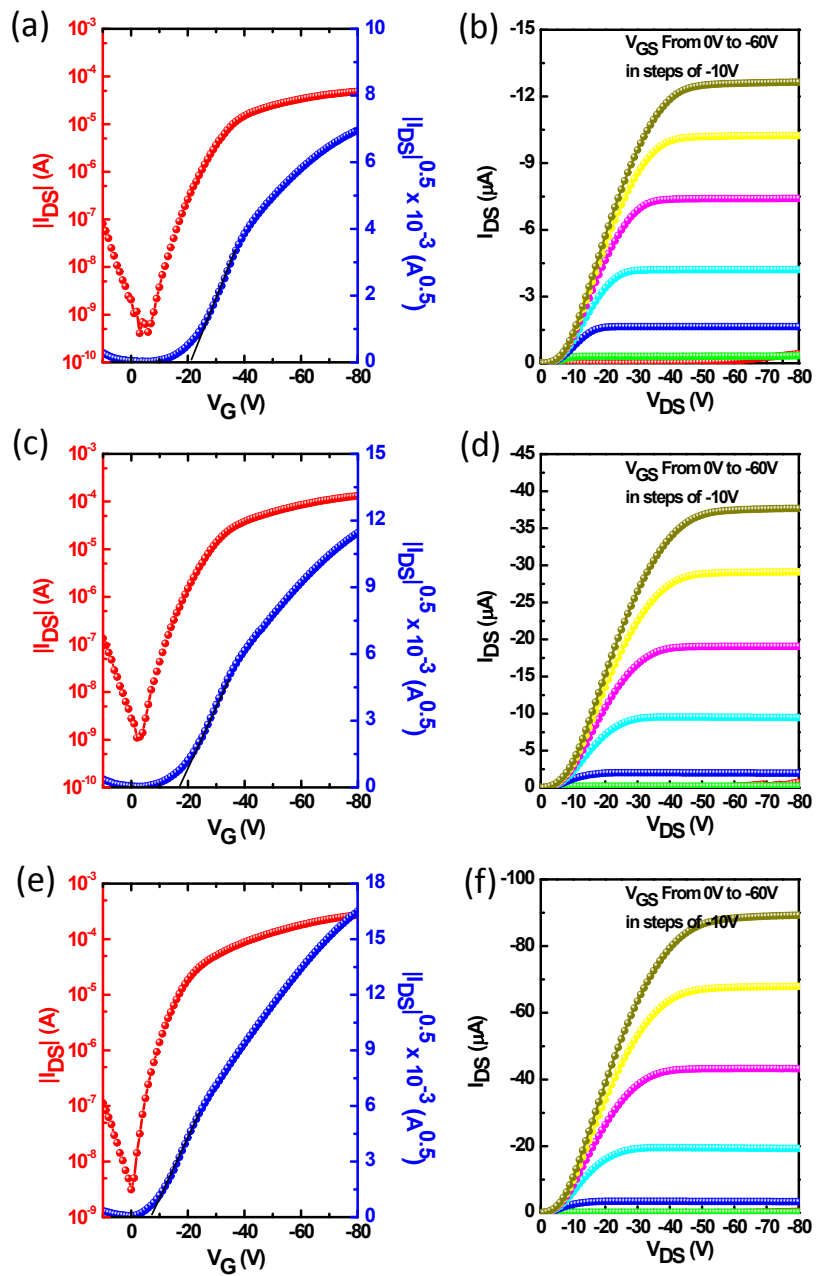 (a)
10^-3
10^-4
10^-5
10^-6
10^-7
10^-8
10^-9
10^-10
|I_DS| (A)
10
8
6
4
2
0
|I_DS|^0.5 x 10^-3 (A^0.5)
0 -20 -40 -60 -80
V_G (V)
(b)
V_GS From 0V to -60V
in steps of -10V
-15
-12
-9
-6
-3
0
I_DS (µA)
0 -10 -20 -30 -40 -50 -60 -70 -80
V_DS (V)
(c)
10^-3
10^-4
10^-5
10^-6
10^-7
10^-8
10^-9
10^-10
|I_DS| (A)
15
12
9
6
3
0
|I_DS|^0.5 x 10^-3 (A^0.5)
0 -20 -40 -60 -80
V_G (V)
(d)
V_GS From 0V to -60V
in steps of -10V
-45
-40
-35
-30
-25
-20
-15
-10
-5
0
I_DS (µA)
0 -10 -20 -30 -40 -50 -60 -70 -80
V_DS (V)
(e)
10^-3
10^-4
10^-5
10^-6
10^-7
10^-8
10^-9
|I_DS| (A)
18
15
12
9
6
3
0
|I_DS|^0.5 x 10^-3 (A^0.5)
0 -20 -40 -60 -80
V_G (V)
(f)
V_GS From 0V to -60V
in steps of -10V
-100
-80
-60
-40
-20
0
I_DS (µA)
0 -10 -20 -30 -40 -50 -60 -70 -80
V_DS (V)